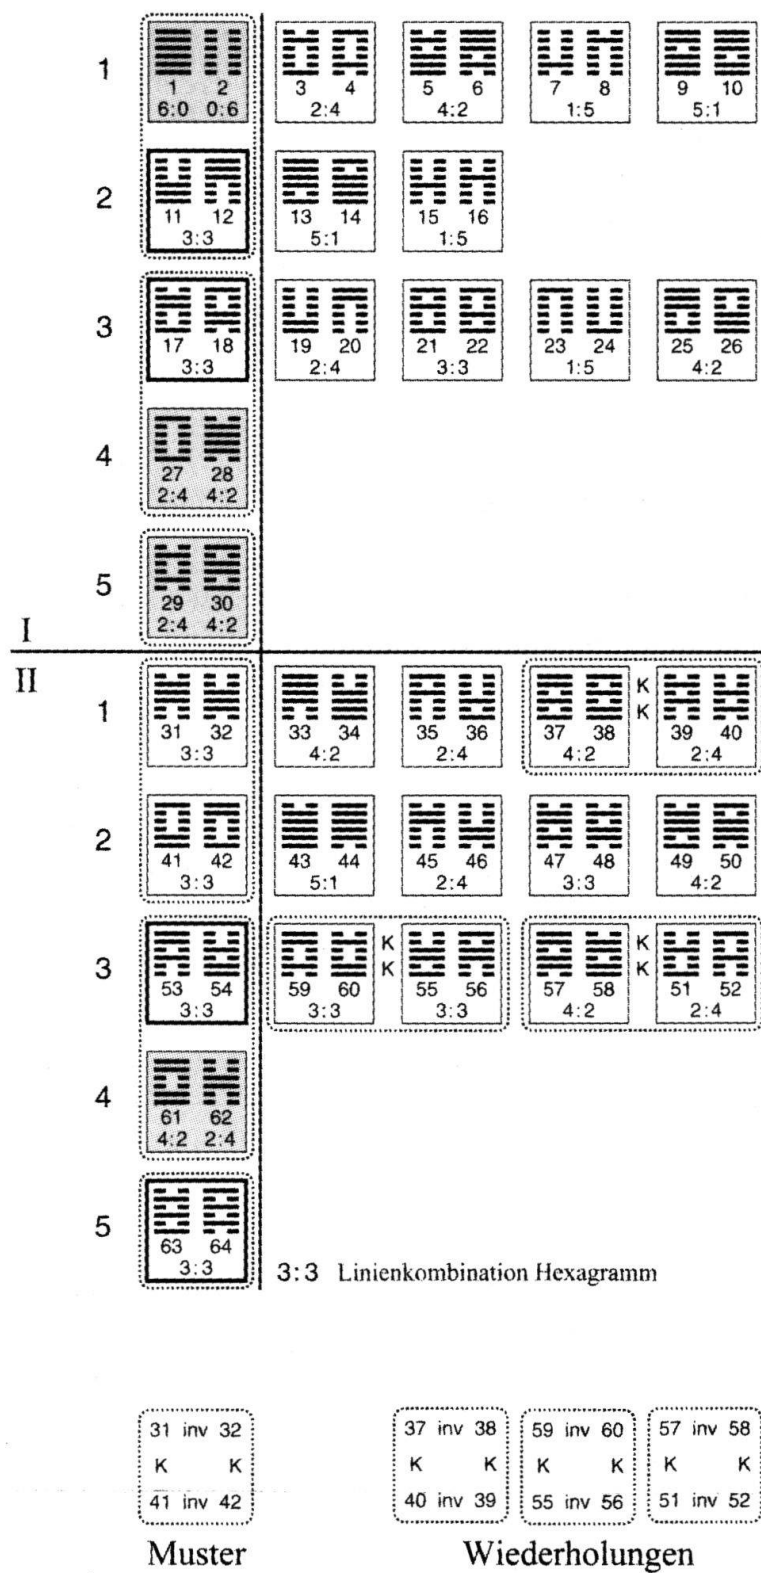 1
1 2 3 4 5 6 7 8 9 10
6:0 0:6 2:4 4:2 1:5 5:1
2
11 12 13 14 15 16
3:3 5:1 1:5
3
17 18 19 20 21 22 23 24 25 26
3:3 2:4 3:3 1:5 4:2
4
27 28
2:4 4:2
5
29 30
2:4 4:2
I
II
1
K
31 32 33 34 35 36 37 38 K 39 40
3:3 4:2 2:4 4:2 2:4
2
41 42 43 44 45 46 47 48 49 50
3:3 5:1 2:4 3:3 4:2
3
K K
53 54 59 60 K 55 56 57 58 K 51 52
3:3 3:3 3:3 4:2 2:4
4
61 62
4:2 2:4
5
63 64
3:3
3:3 Linienkombination Hexagramm
31 inv 32 37 inv 38 59 inv 60 57 inv 58
K K K K K K K K
41 inv 42 40 inv 39 55 inv 56 51 inv 52
Muster Wiederholungen